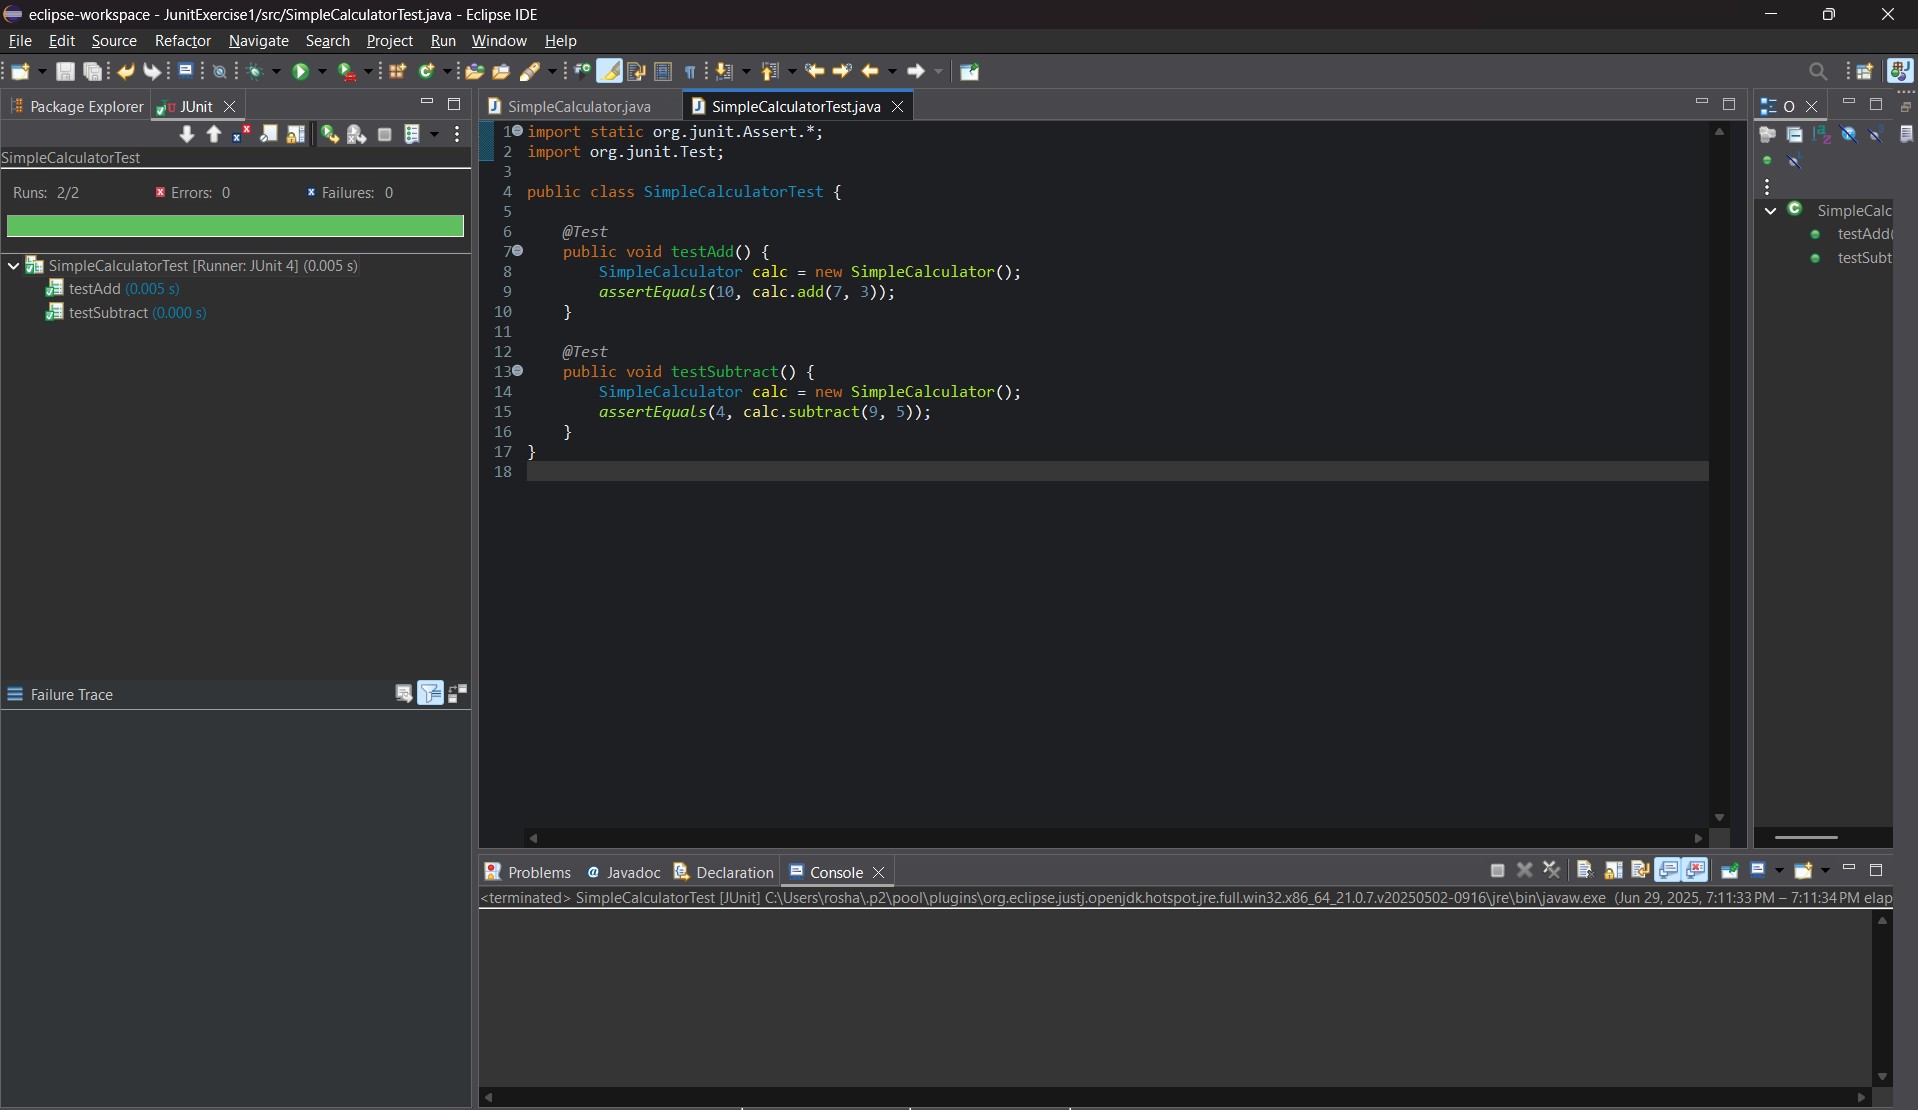 eclipse-workspace - JunitExercise1/src/SimpleCalculatorTest.java - Eclipse IDE
File Edit Source Refactor Navigate Search Project Run Window Help
Package Explorer JUnit
SimpleCalculatorTest
Runs: 2/2 Errors: 0 Failures: 0
SimpleCalculatorTest [Runner: JUnit 4] (0.005 s)
testAdd (0.005 s)
testSubtract (0.000 s)
Failure Trace
SimpleCalculator.java SimpleCalculatorTest.java
1 import static org.junit.Assert.*;
2 import org.junit.Test;
3
4 public class SimpleCalculatorTest {
5
6 @Test
7 public void testAdd() {
8 SimpleCalculator calc = new SimpleCalculator();
9 assertEquals(10, calc.add(7, 3));
10 }
11
12 @Test
13 public void testSubtract() {
14 SimpleCalculator calc = new SimpleCalculator();
15 assertEquals(4, calc.subtract(9, 5));
16 }
17 }
18
O
SimpleCalc
testAdd(
testSubt
Problems Javadoc Declaration Console
<terminated> SimpleCalculatorTest [JUnit] C:\Users\rosha\.p2\pool\plugins\org.eclipse.justj.openjdk.hotspot.jre.full.win32.x86_64_21.0.7.v20250502-0916\jre\bin\javaw.exe (Jun 29, 2025, 7:11:33 PM – 7:11:34 PM elap